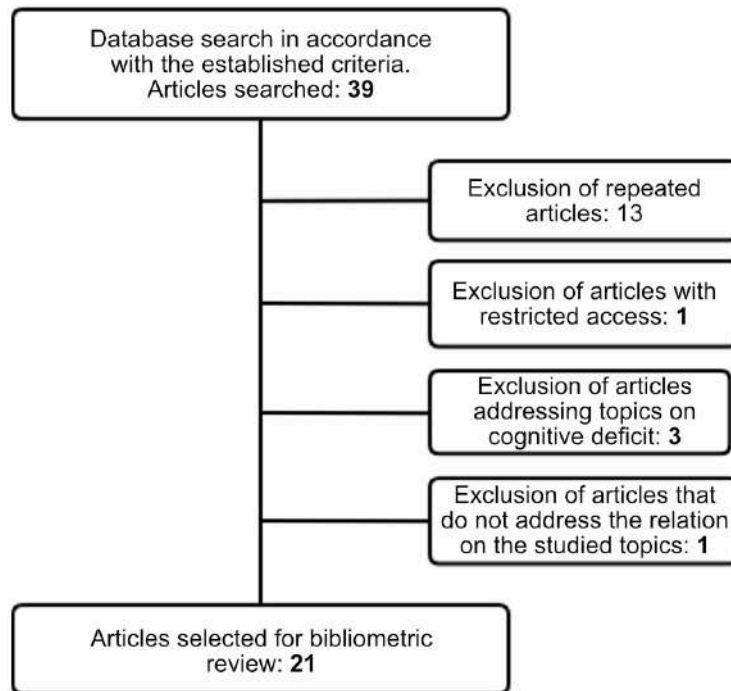 Database search in accordance
with the established criteria.
Articles searched: 39
Exclusion of repeated
articles: 13
Exclusion of articles with
restricted access: 1
Exclusion of articles
addressing topics on
cognitive deficit: 3
Exclusion of articles that
do not address the relation
on the studied topics: 1
Articles selected for bibliometric
review: 21